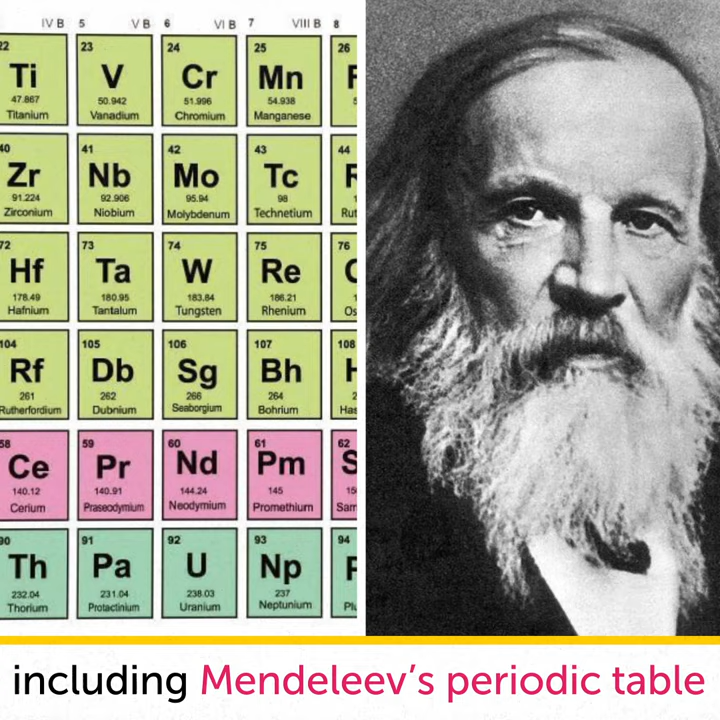 IV B 5 V B 6 VI B 7 VIII B 8
22 23 24 25 26
Ti V Cr Mn
47.867 50.942 51.996 54.938
Titanium Vanadium Chromium Manganese
40 41 42 43 44
Zr Nb Mo Tc
91.224 92.906 95.94 98
Zirconium Niobium Molybdenum Technetium Rut
72 73 74 75 76
Hf Ta W Re
178.49 180.95 183.84 186.21
Hafnium Tantalum Tungsten Rhenium Os
104 105 106 107 108
Rf Db Sg Bh
261 262 266 264
Rutherfordium Dubnium Seaborgium Bohrium Has
58 59 60 61 62
Ce Pr Nd Pm S
140.12 140.91 144.24 145 15
Cerium Praseodymium Neodymium Promethium Sam
90 91 92 93 94
Th Pa U Np
232.04 231.04 238.03 237
Thorium Protactinium Uranium Neptunium
including Mendeleev's periodic table